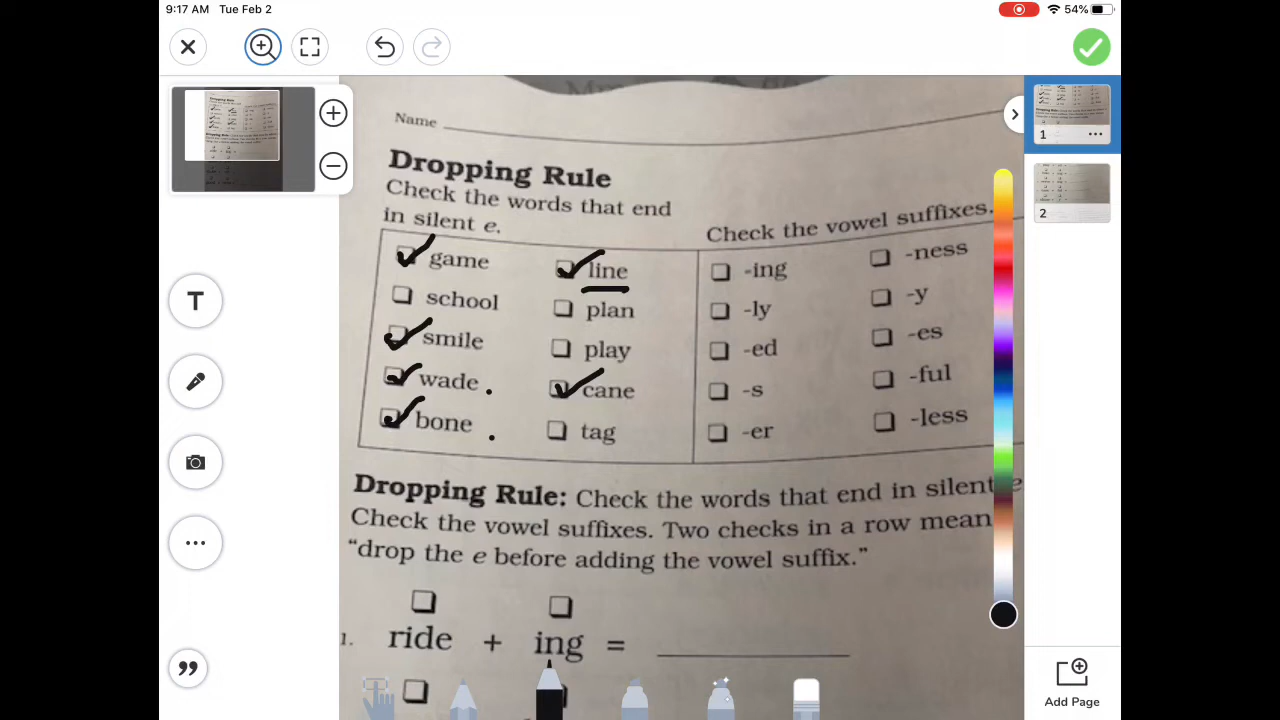 9:17 AM Tue Feb 2
54%
T
Name
Dropping Rule
Check the words that end
in silent e.
game
line
school
plan
smile
play
wade
cane
bone
tag
Check the vowel suffixes.
-ing
-ness
-ly
-y
-ed
-es
-s
-ful
-er
-less
Dropping Rule: Check the words that end in silent e
Check the vowel suffixes. Two checks in a row mean
“drop the e before adding the vowel suffix.”
1. ride + ing =
1
2
Add Page